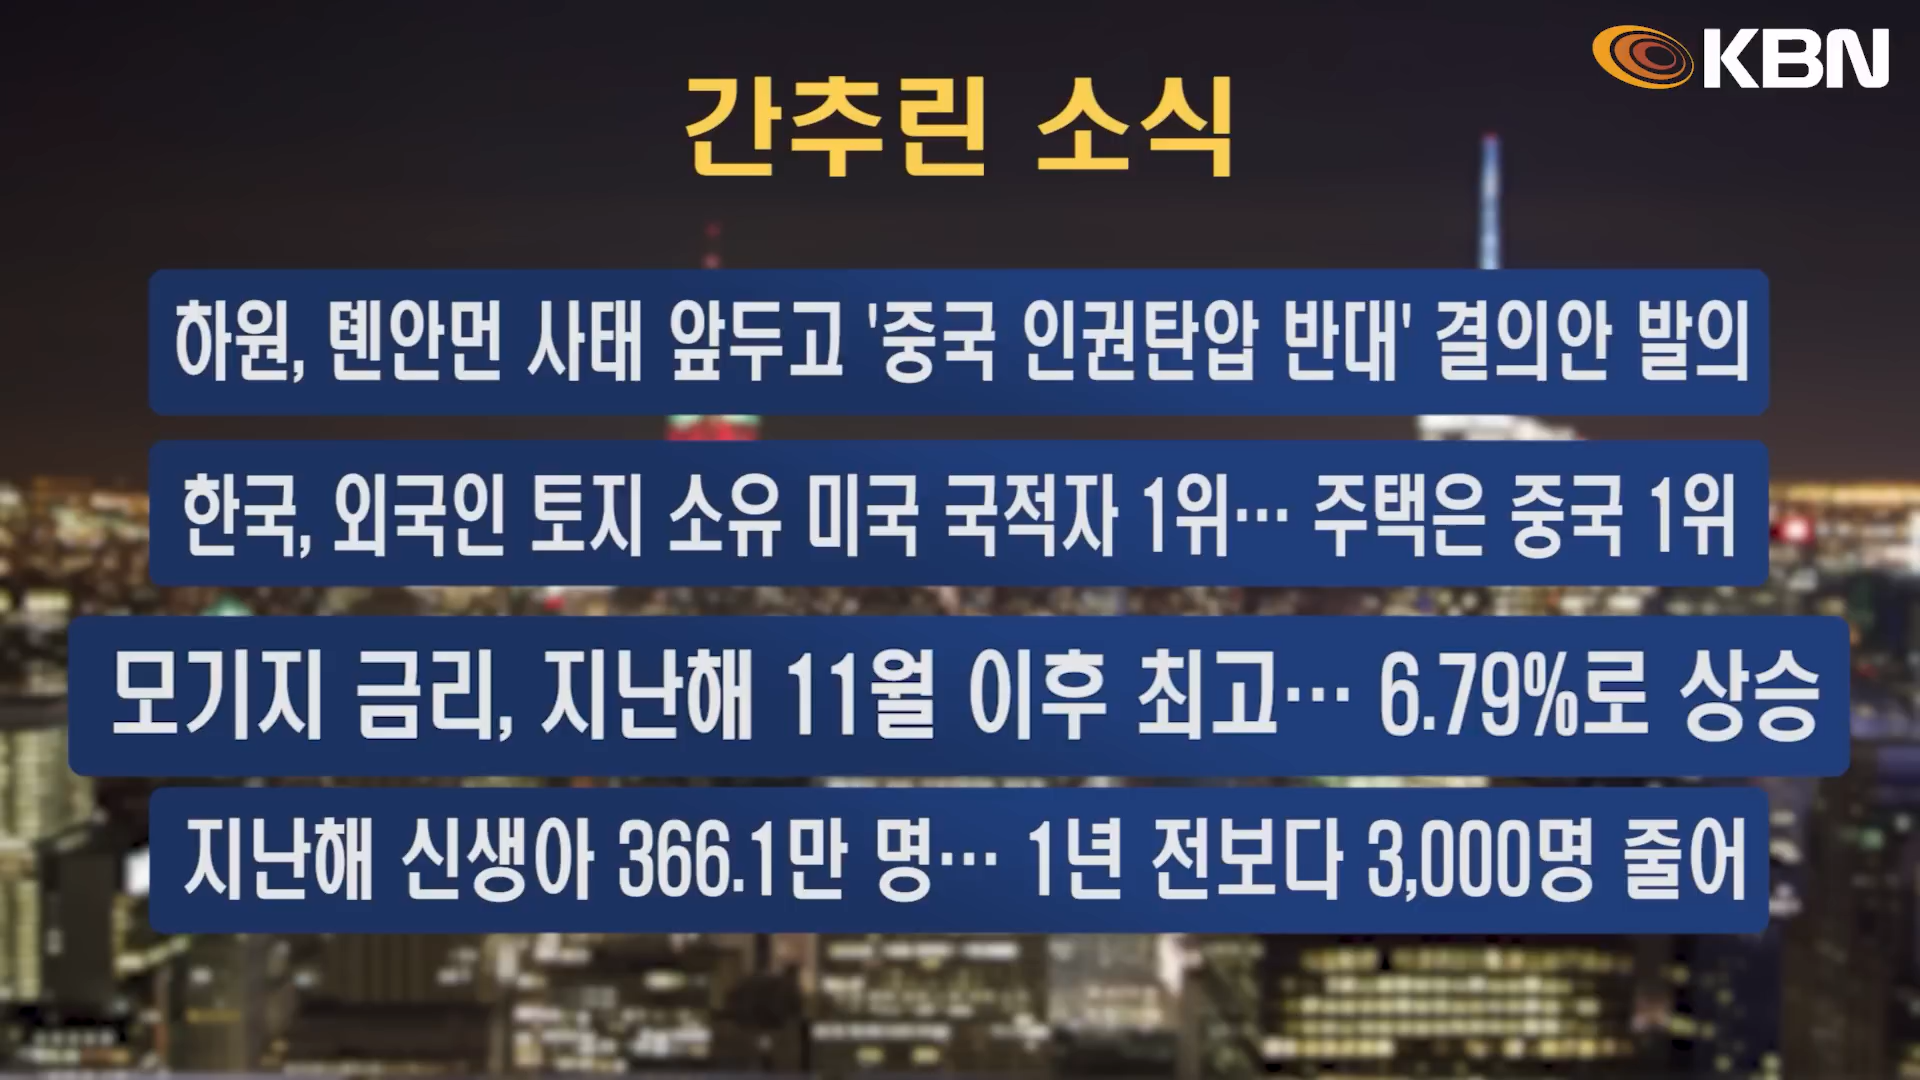 KBN
간추린 소식
하원, 톈안먼 사태 앞두고 '중국 인권탄압 반대' 결의안 발의
한국, 외국인 토지 소유 미국 국적자 1위… 주택은 중국 1위
모기지 금리, 지난해 11월 이후 최고… 6.79%로 상승
지난해 신생아 366.1만 명… 1년 전보다 3,000명 줄어